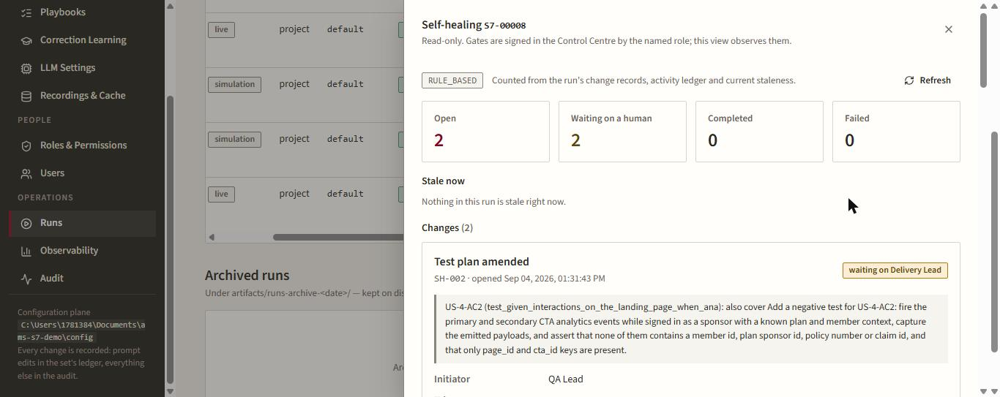 Playbooks
Correction Learning
LLM Settings
Recordings & Cache
PEOPLE
Roles & Permissions
Users
OPERATIONS
Runs
Observability
Audit
Configuration plane
C:\Users\1781384\Documents\a
ms-s7-demo\config
Every change is recorded: prompt
edits in the set's ledger, everything
else in the audit.
live project default
simulation project default
simulation project default
live project default
Archived runs
Under artifacts/runs-archive-<date>/ — kept on dis
Ar
Self-healing S7-00008
Read-only. Gates are signed in the Control Centre by the named role; this view observes them.
RULE_BASED Counted from the run's change records, activity ledger and current staleness.
Refresh
Open
2
Waiting on a human
2
Completed
0
Failed
0
Stale now
Nothing in this run is stale right now.
Changes (2)
Test plan amended
SH-002 · opened Sep 04, 2026, 01:31:43 PM
waiting on Delivery Lead
US-4-AC2 (test_given_interactions_on_the_landing_page_when_ana): also cover Add a negative test for US-4-AC2: fire the
primary and secondary CTA analytics events while signed in as a sponsor with a known plan and member context, capture
the emitted payloads, and assert that none of them contains a member id, plan sponsor id, policy number or claim id, and
that only page_id and cta_id keys are present.
Initiator QA Lead